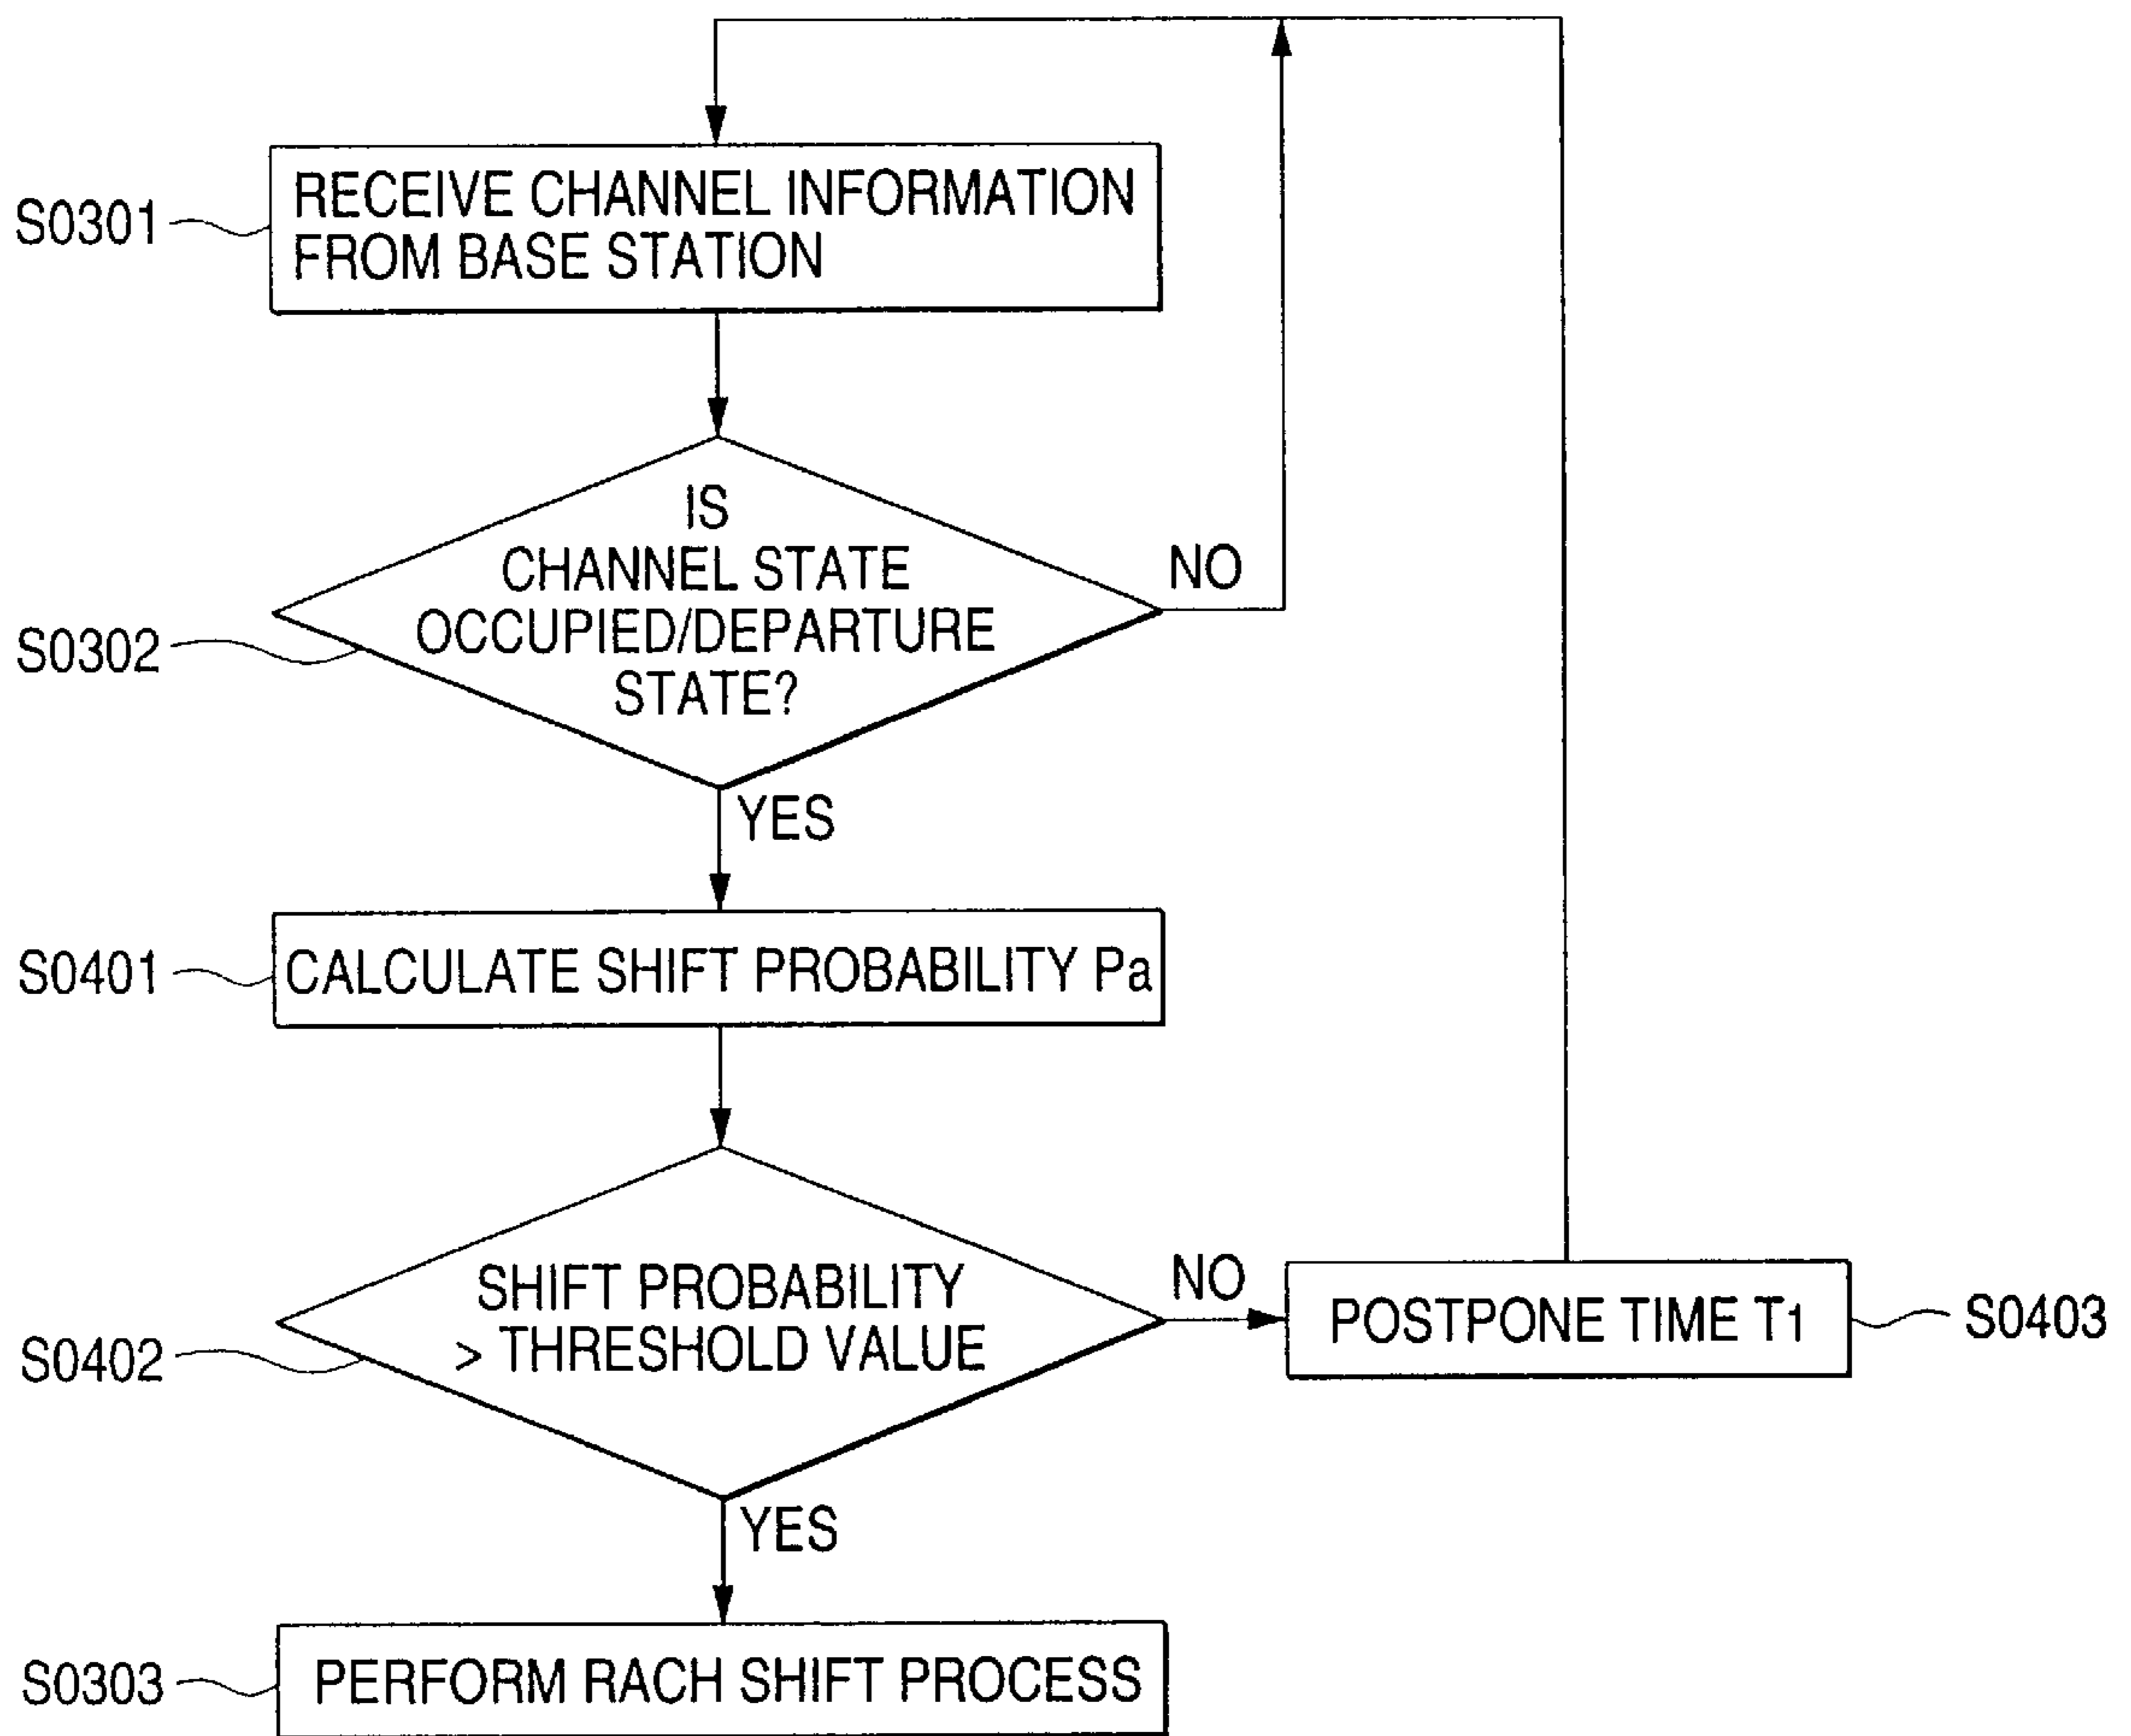 S0301
RECEIVE CHANNEL INFORMATION
FROM BASE STATION
S0302
IS
CHANNEL STATE
OCCUPIED/DEPARTURE
STATE?
NO
YES
S0401
CALCULATE SHIFT PROBABILITY Pa
S0402
SHIFT PROBABILITY
> THRESHOLD VALUE
NO
POSTPONE TIME T1
S0403
YES
S0303
PERFORM RACH SHIFT PROCESS